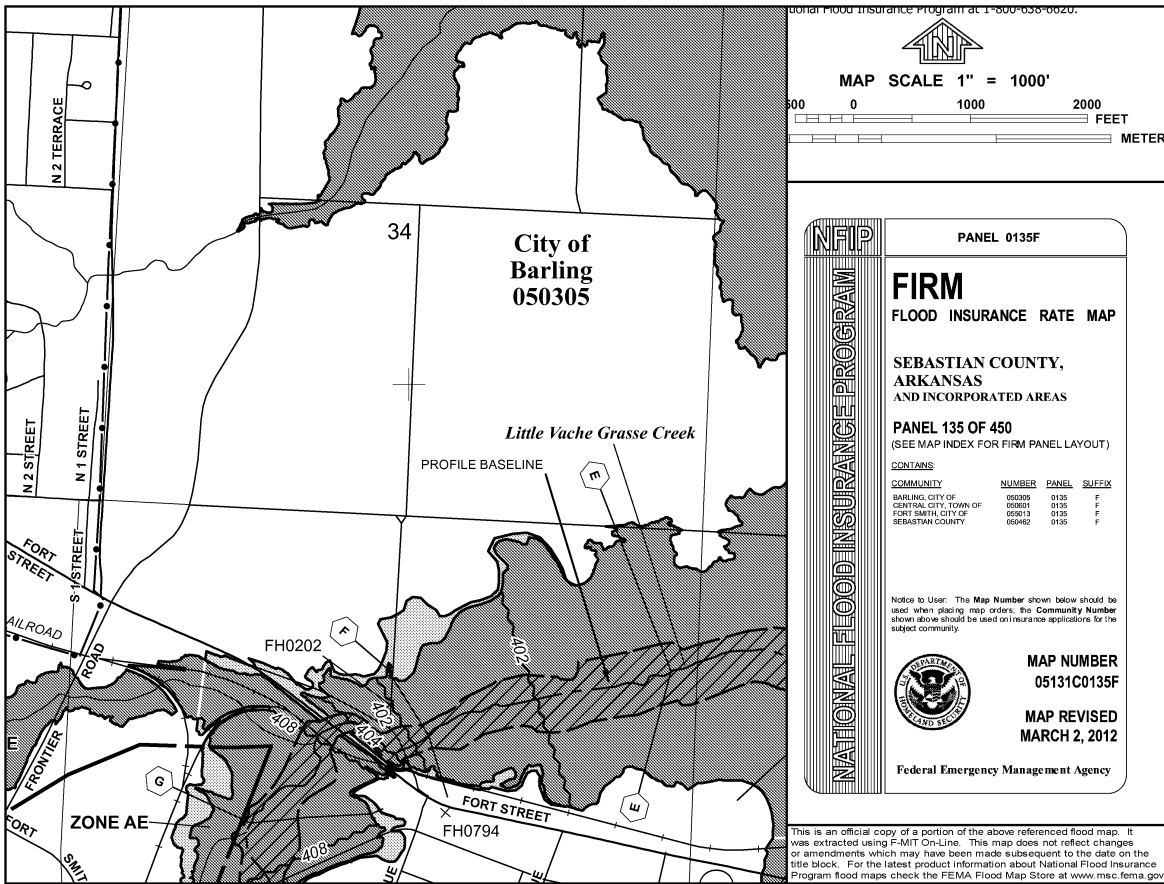 tional Flood Insurance Program at 1-800-638-6620.
N
MAP SCALE 1" = 1000'
500 0 1000 2000
FEET
METER
NFIP
PANEL 0135F
NATIONAL FLOOD INSURANCE PROGRAM
FIRM
FLOOD INSURANCE RATE MAP
SEBASTIAN COUNTY,
ARKANSAS
AND INCORPORATED AREAS
PANEL 135 OF 450
(SEE MAP INDEX FOR FIRM PANEL LAYOUT)
CONTAINS:
COMMUNITY NUMBER PANEL SUFFIX
BARLING, CITY OF 050305 0135 F
CENTRAL CITY, TOWN OF 050601 0135 F
FORT SMITH, CITY OF 055013 0135 F
SEBASTIAN COUNTY 050462 0135 F
Notice to User: The Map Number shown below should be
used when placing map orders; the Community Number
shown above should be used on insurance applications for the
subject community.
U.S. DEPARTMENT OF
HOMELAND SECURITY
MAP NUMBER
05131C0135F
MAP REVISED
MARCH 2, 2012
Federal Emergency Management Agency
This is an official copy of a portion of the above referenced flood map. It
was extracted using F-MIT On-Line. This map does not reflect changes
or amendments which may have been made subsequent to the date on the
title block. For the latest product information about National Flood Insurance
Program flood maps check the FEMA Flood Map Store at www.msc.fema.gov
N 2 TERRACE
34
City of
Barling
050305
N 2 STREET
N 1 STREET
Little Vache Grasse Creek
PROFILE BASELINE
E
FORT
STREET
S 1 STREET
AILROAD
ROAD
FH0202
F
402
402
404
408
E
FRONTIER
G
ZONE AE
FORT STREET
E
FH0794
408
FORT
SMIT
UE
UE